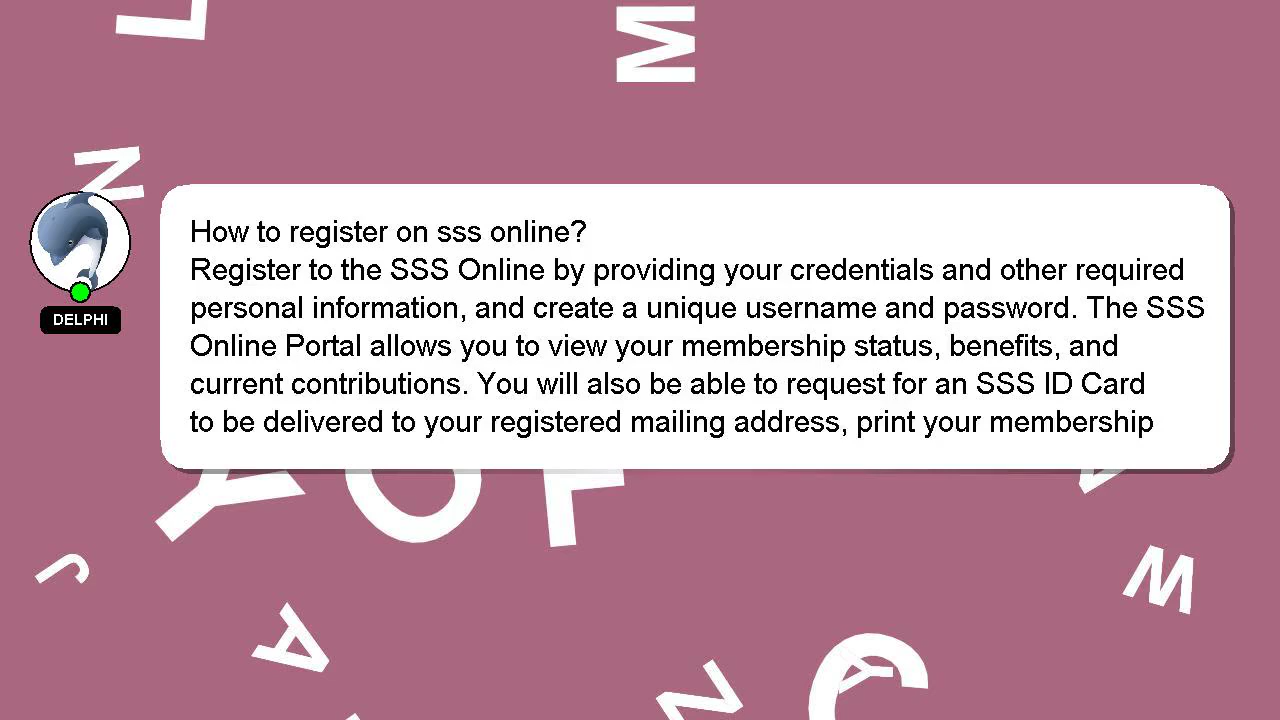 L
M
N
How to register on sss online?
Register to the SSS Online by providing your credentials and other required
personal information, and create a unique username and password. The SSS
Online Portal allows you to view your membership status, benefits, and
current contributions. You will also be able to request for an SSS ID Card
to be delivered to your registered mailing address, print your membership
DELPHI
Y
J
W
A
N
C
A